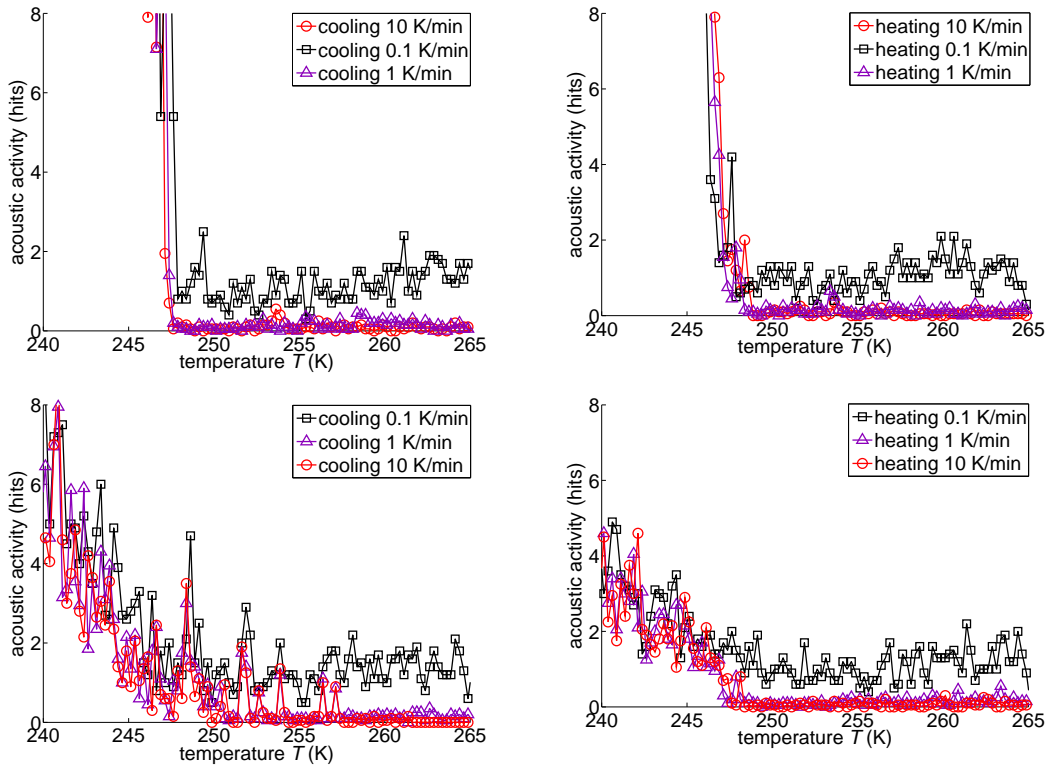 acoustic activity (hits)
8
6
4
2
0
240
245
250
255
260
265
temperature T (K)
cooling 10 K/min
cooling 0.1 K/min
cooling 1 K/min
acoustic activity (hits)
8
6
4
2
0
240
245
250
255
260
265
temperature T (K)
heating 10 K/min
heating 0.1 K/min
heating 1 K/min
acoustic activity (hits)
8
6
4
2
0
240
245
250
255
260
265
temperature T (K)
cooling 0.1 K/min
cooling 1 K/min
cooling 10 K/min
acoustic activity (hits)
8
6
4
2
0
240
245
250
255
260
265
temperature T (K)
heating 0.1 K/min
heating 1 K/min
heating 10 K/min